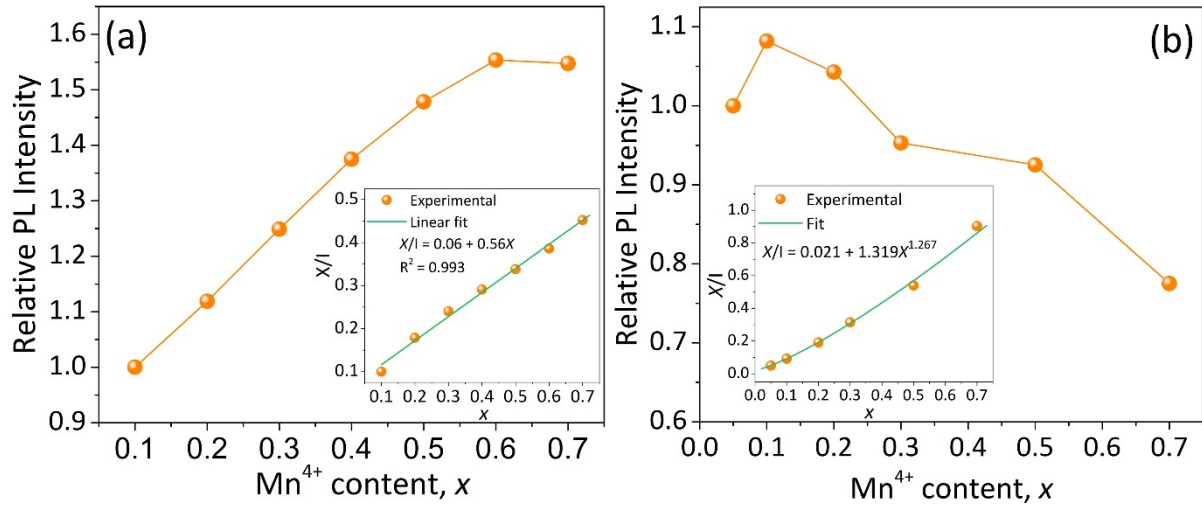 (a)
Relative PL Intensity
1.6
1.5
1.4
1.3
1.2
1.1
1.0
0.9
0.1 0.2 0.3 0.4 0.5 0.6 0.7
Mn⁴⁺ content, x
X/I
0.5
0.4
0.3
0.2
0.1
Experimental
Linear fit
X/I = 0.06 + 0.56X
R² = 0.993
0.1 0.2 0.3 0.4 0.5 0.6 0.7
x
(b)
Relative PL Intensity
1.1
1.0
0.9
0.8
0.7
0.6
0.0 0.1 0.2 0.3 0.4 0.5 0.6 0.7
Mn⁴⁺ content, x
X/I
1.0
0.8
0.6
0.4
0.2
0.0
Experimental
Fit
X/I = 0.021 + 1.319X¹·²⁶⁷
0.0 0.1 0.2 0.3 0.4 0.5 0.6 0.7
x